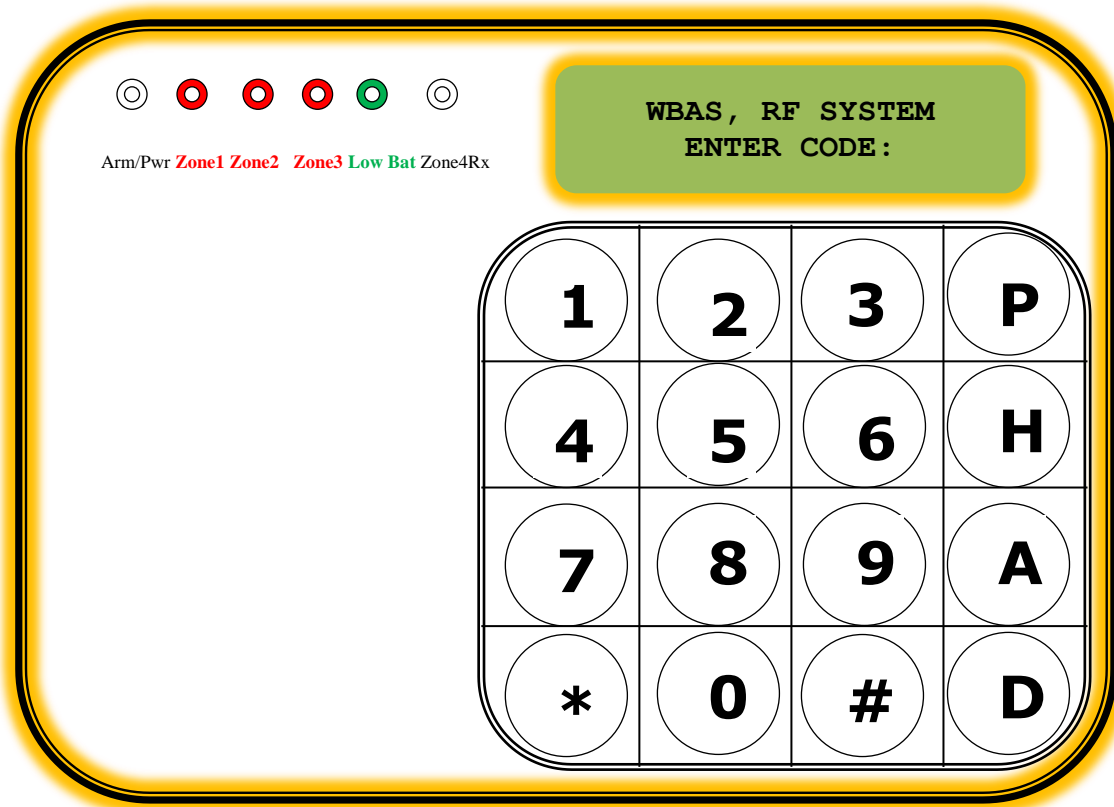 WBAS, RF SYSTEM
ENTER CODE:
Arm/Pwr Zone1 Zone2 Zone3 Low Bat Zone4Rx
1 2 3 P
4 5 6 H
7 8 9 A
* 0 # D